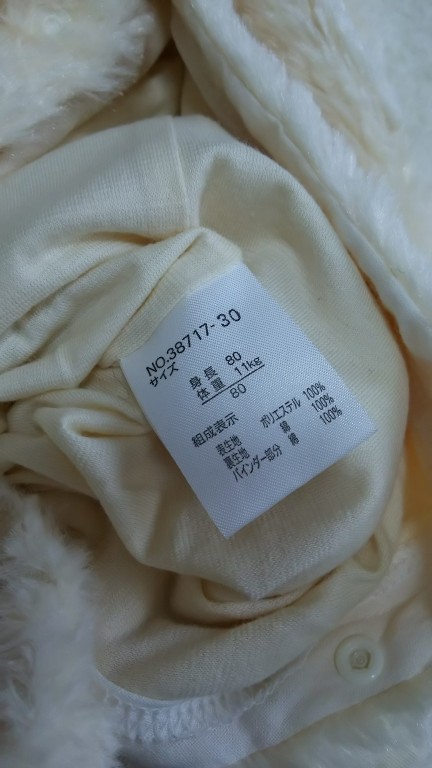 NO.38717-30
サイズ
身長 80
体重 11kg
80
組成表示
表生地 ポリエステル 100%
裏生地 綿 100%
バインダー部分 綿 100%